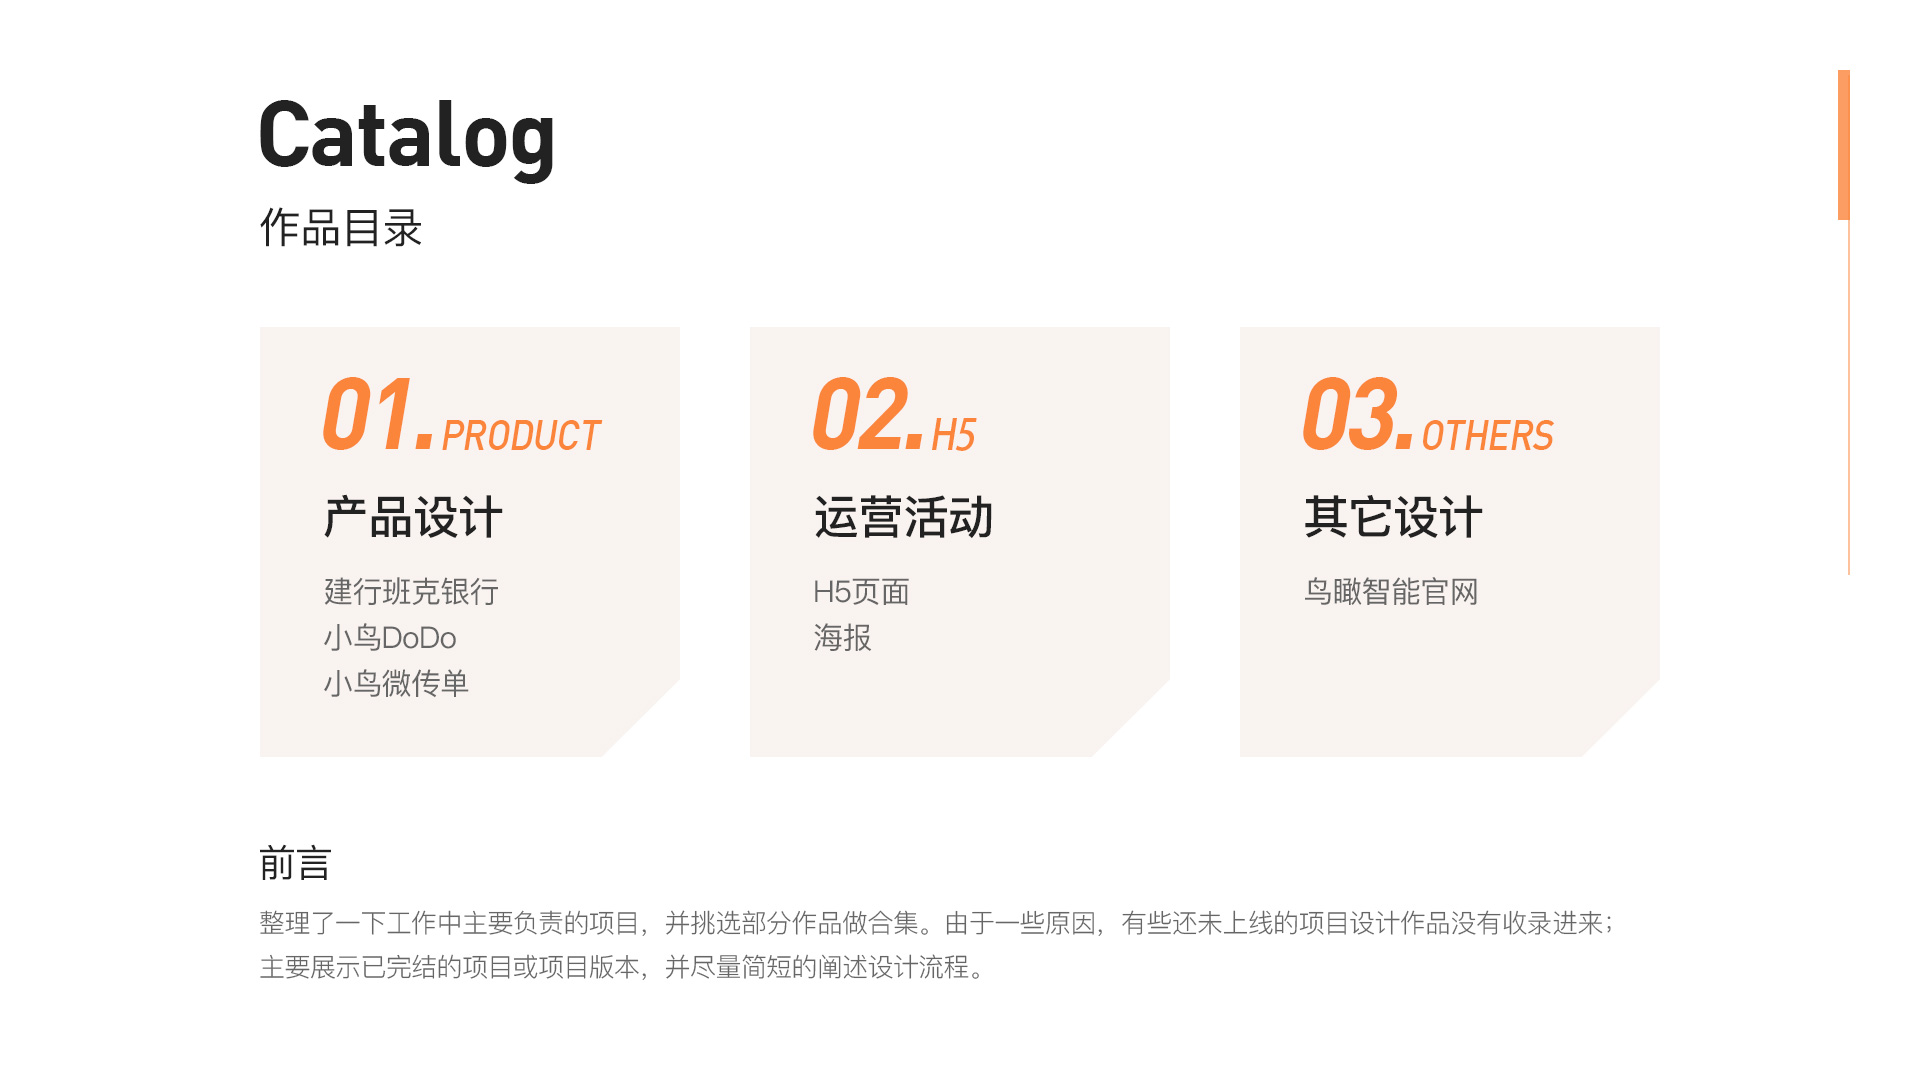 Catalog
作品目录
01. PRODUCT
产品设计
建行班克银行
小鸟DoDo
小鸟微传单
02. H5
运营活动
H5页面
海报
03. OTHERS
其它设计
鸟瞰智能官网
前言
整理了一下工作中主要负责的项目，并挑选部分作品做合集。由于一些原因，有些还未上线的项目设计作品没有收录进来；
主要展示已完结的项目或项目版本，并尽量简短的阐述设计流程。